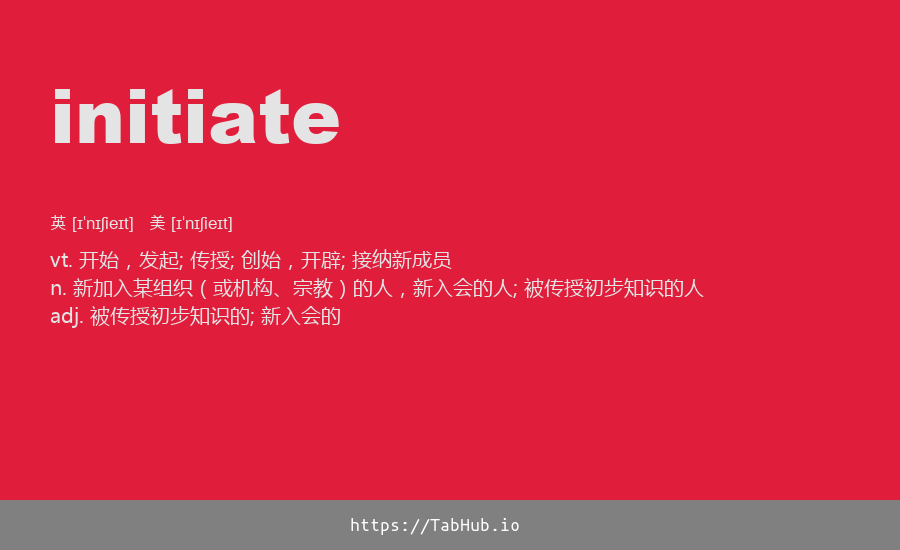 initiate
英 [ɪˈnɪʃieɪt] 美 [ɪˈnɪʃieɪt]
vt. 开始，发起; 传授; 创始，开辟; 接纳新成员
n. 新加入某组织（或机构、宗教）的人，新入会的人; 被传授初步知识的人
adj. 被传授初步知识的; 新入会的
https://TabHub.io